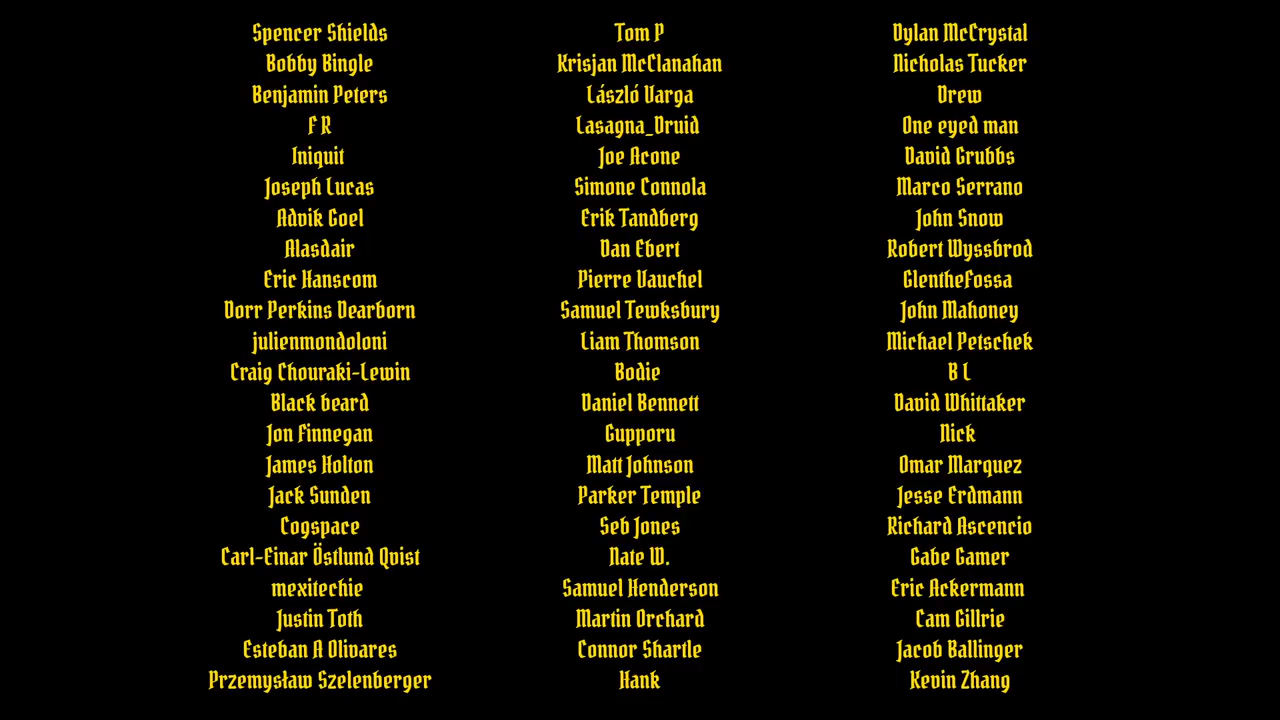 Spencer Shields
Bobby Bingle
Benjamin Peters
F R
Iniquit
Joseph Lucas
Advik Goel
Alasdair
Eric Hanscom
Dorr Perkins Dearborn
julienmondoloni
Craig Chouraki-Lewin
Black beard
Jon Finnegan
James Holton
Jack Sunden
Cogspace
Carl-Einar Östlund Qvist
mexitechie
Justin Toth
Esteban A Olivares
Przemysław Szelenberger
Tom P
Krisjan McClanahan
László Varga
Lasagna_Druid
Joe Acone
Simone Connola
Erik Tandberg
Dan Ebert
Pierre Vauchel
Samuel Tewksbury
Liam Thomson
Bodie
Daniel Bennett
Gupporu
Matt Johnson
Parker Temple
Seb Jones
Nate W.
Samuel Henderson
Martin Orchard
Connor Shartle
Hank
Dylan McCrystal
Nicholas Tucker
Drew
One eyed man
David Grubbs
Marco Serrano
John Snow
Robert Wyssbrod
GlentheFossa
John Mahoney
Michael Petschek
B L
David Whittaker
Nick
Omar Marquez
Jesse Erdmann
Richard Ascencio
Gabe Gamer
Eric Ackermann
Cam Gillrie
Jacob Ballinger
Kevin Zhang